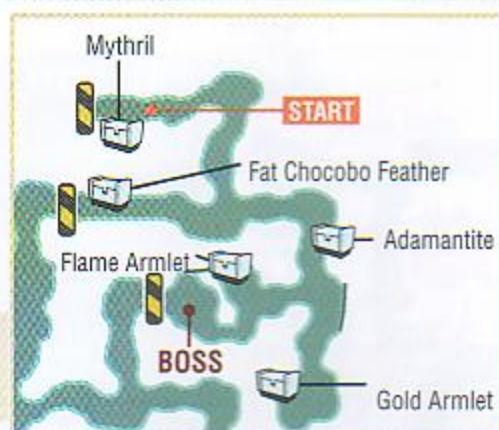 Mythril
START
Fat Chocobo Feather
Adamantite
Flame Armlet
BOSS
Gold Armlet